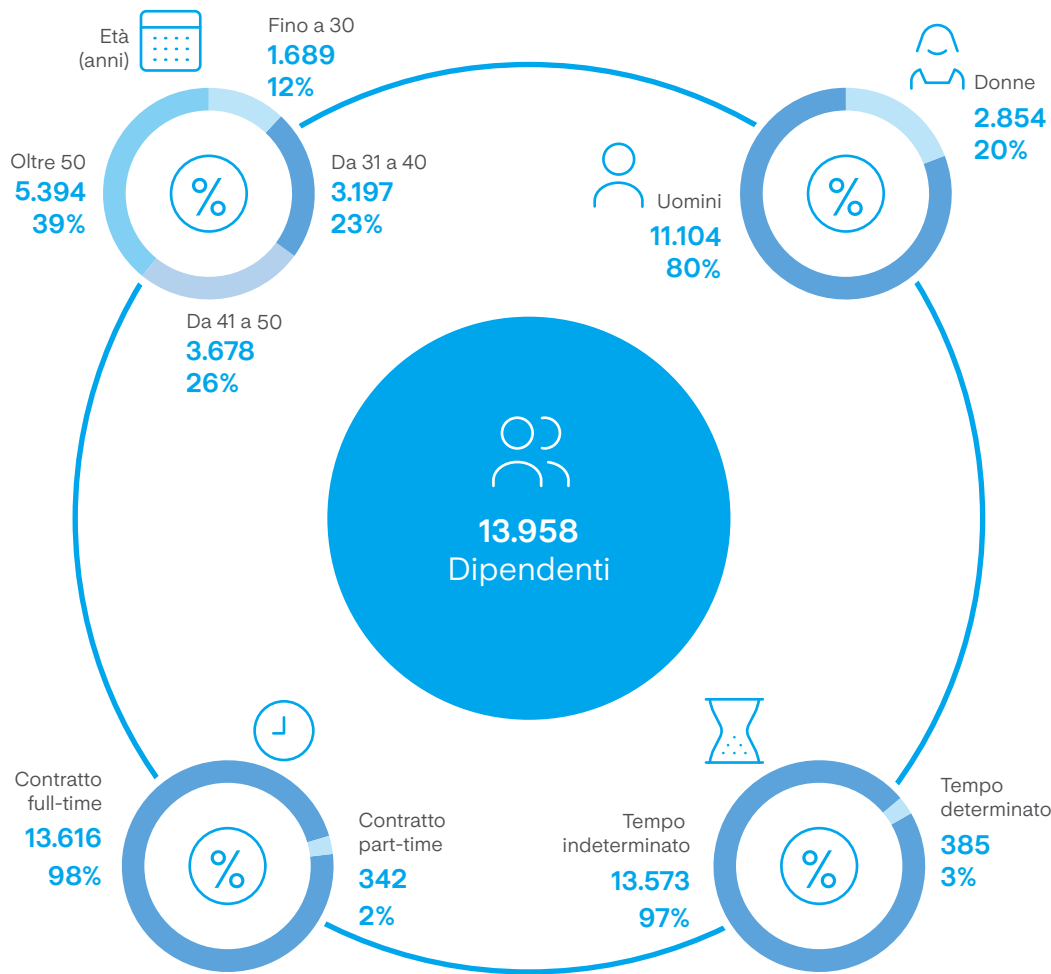 Età
(anni)
Fino a 30
1.689
12%
Oltre 50
5.394
39%
%
Da 31 a 40
3.197
23%
Da 41 a 50
3.678
26%
Donne
2.854
20%
Uomini
11.104
80%
%
13.958
Dipendenti
Contratto
full-time
13.616
98%
%
Contratto
part-time
342
2%
Tempo
indeterminato
13.573
97%
%
Tempo
determinato
385
3%